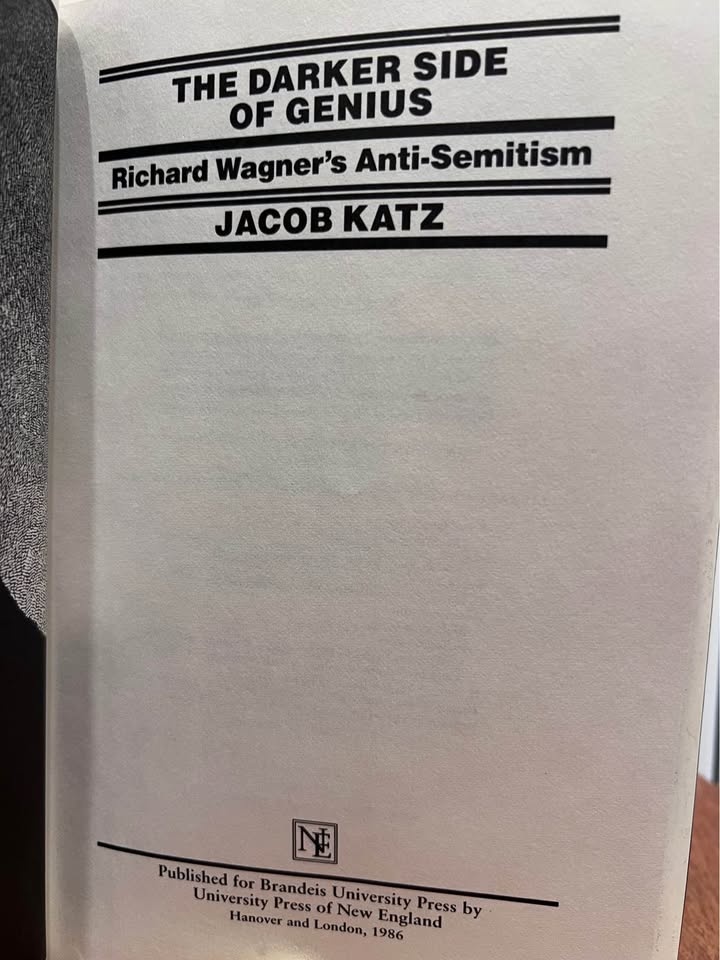 THE DARKER SIDE
OF GENIUS
Richard Wagner's Anti-Semitism
JACOB KATZ
NE
Published for Brandeis University Press by
University Press of New England
Hanover and London, 1986